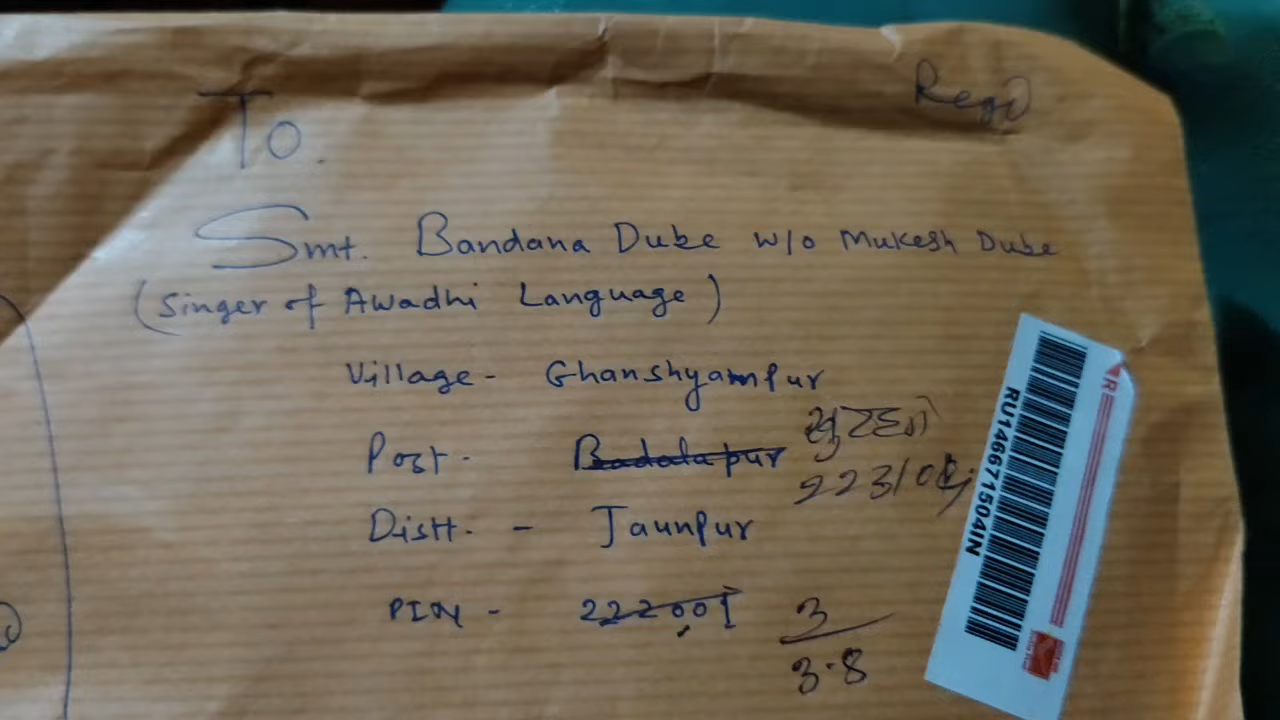 Regd
To.
Smt. Bandana Dube w/o Mukesh Dube
(Singer of Awadhi Language)
Village - Ghanshyampur
Post - Badalapur
Distt. - Jaunpur
PIN - 222001
3
3.8
R
RU146671504IN